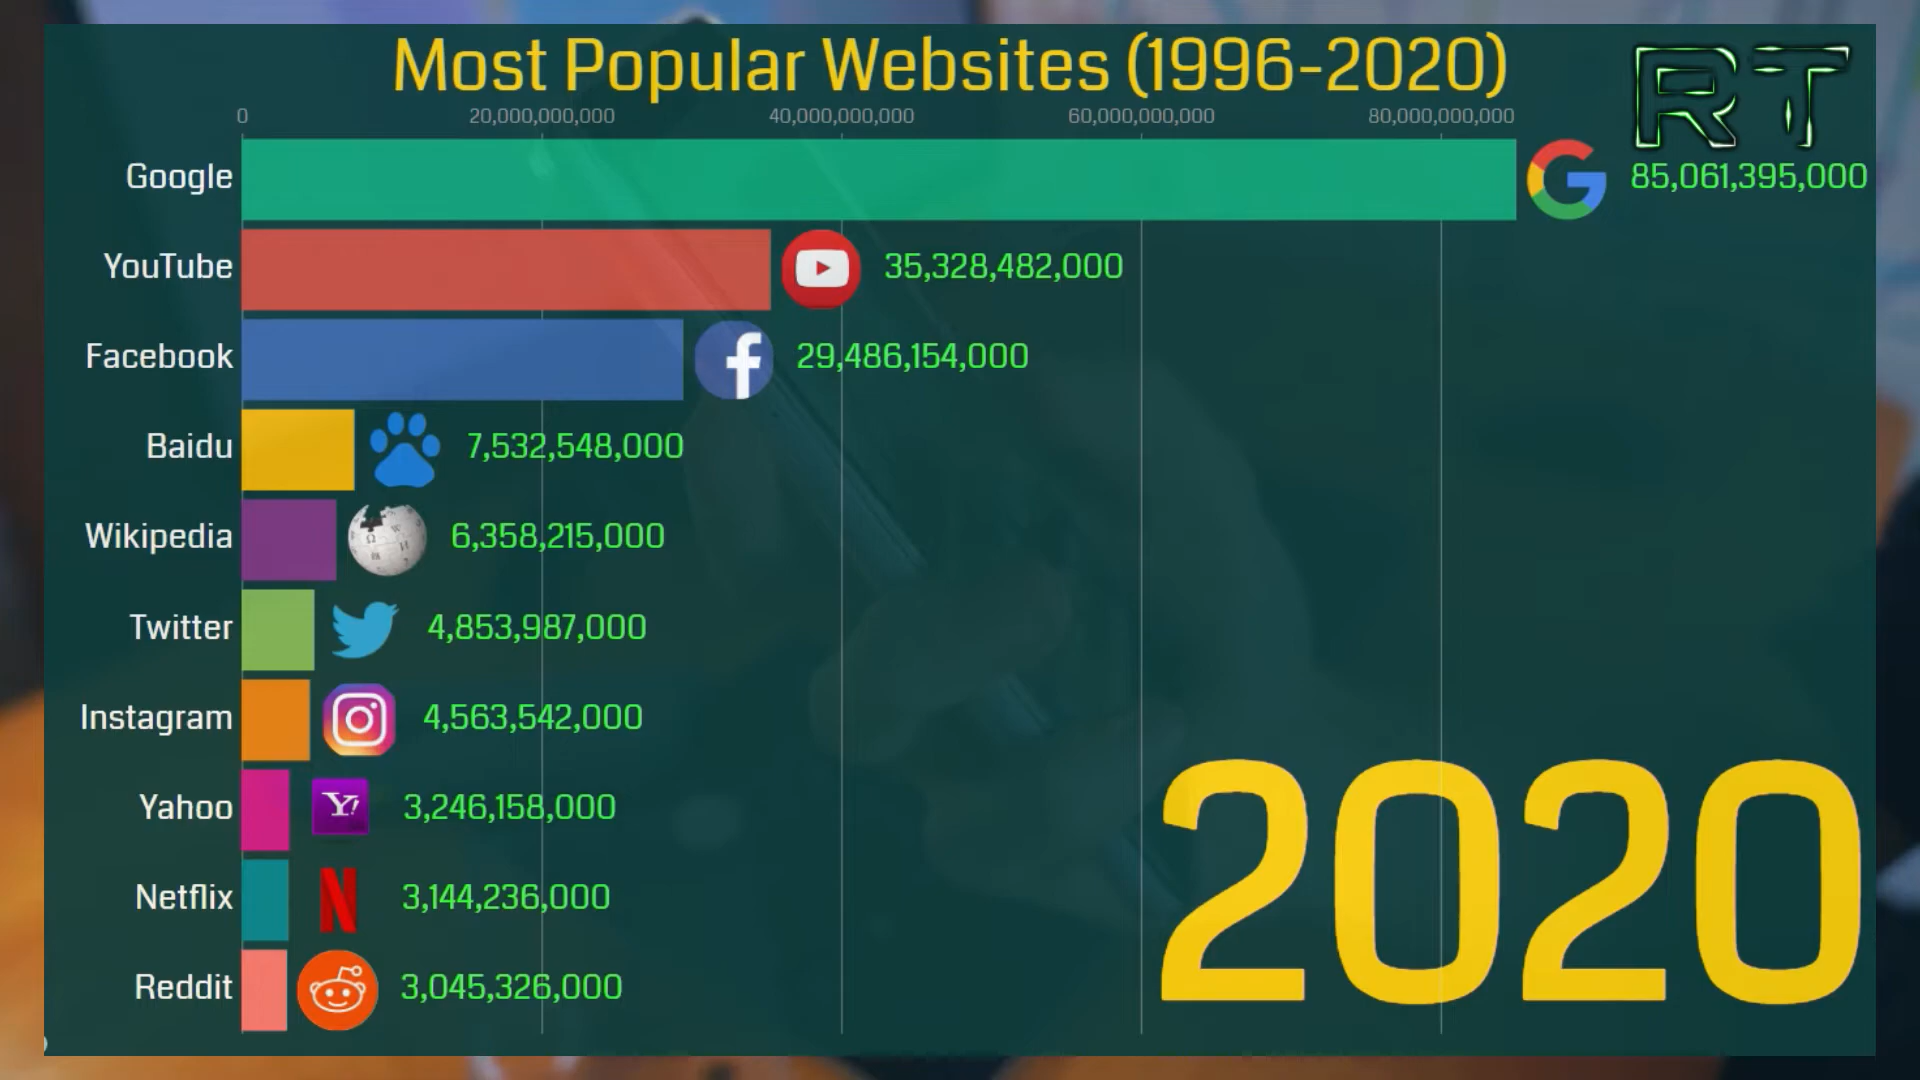 Most Popular Websites (1996-2020)
RT
0 20,000,000,000 40,000,000,000 60,000,000,000 80,000,000,000
Google 85,061,395,000
YouTube 35,328,482,000
Facebook f 29,486,154,000
Baidu 7,532,548,000
Wikipedia 6,358,215,000
Twitter 4,853,987,000
Instagram 4,563,542,000
Yahoo Y! 3,246,158,000
Netflix N 3,144,236,000
Reddit 3,045,326,000
2020